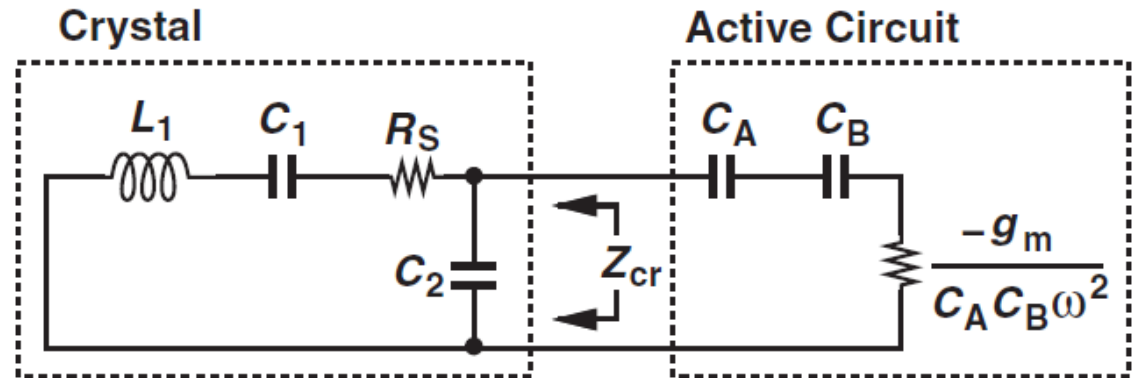 Crystal
Active Circuit
L1
C1
RS
CA
CB
C2
Zcr
−gm
CACBω²